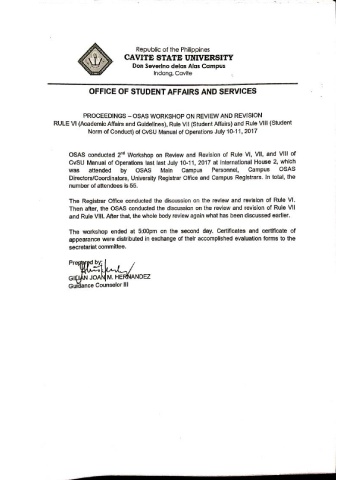 Republic of the Philippines
CAVITE STATE UNIVERSITY
Don Severino delas Alas Campus
Indang, Cavite
OFFICE OF STUDENT AFFAIRS AND SERVICES
PROCEEDINGS – OSAS WORKSHOP ON REVIEW AND REVISION
RULE VI (Academic Affairs and Guidelines), Rule VII (Student Affairs) and Rule VIII (Student
Norm of Conduct) of CvSU Manual of Operations July 10-11, 2017
OSAS conducted 2nd Workshop on Review and Revision of Rule VI, VII, and VIII of
CvSU Manual of Operations last last July 10-11, 2017 at International House 2, which
was attended by OSAS Main Campus Personnel, Campus OSAS
Directors/Coordinators, University Registrar Office and Campus Registrars. In total, the
number of attendees is 56.
The Registrar Office conducted the discussion on the review and revision of Rule VI.
Then after, the OSAS conducted the discussion on the review and revision of Rule VII
and Rule VIII. After that, the whole body review again what has been discussed earlier.
The workshop ended at 5:00pm on the second day. Certificates and certificate of
appearance were distributed in exchange of their accomplished evaluation forms to the
secretariat committee.
Prepared by:
GILIAN JOAN M. HERNANDEZ
Guidance Counselor III